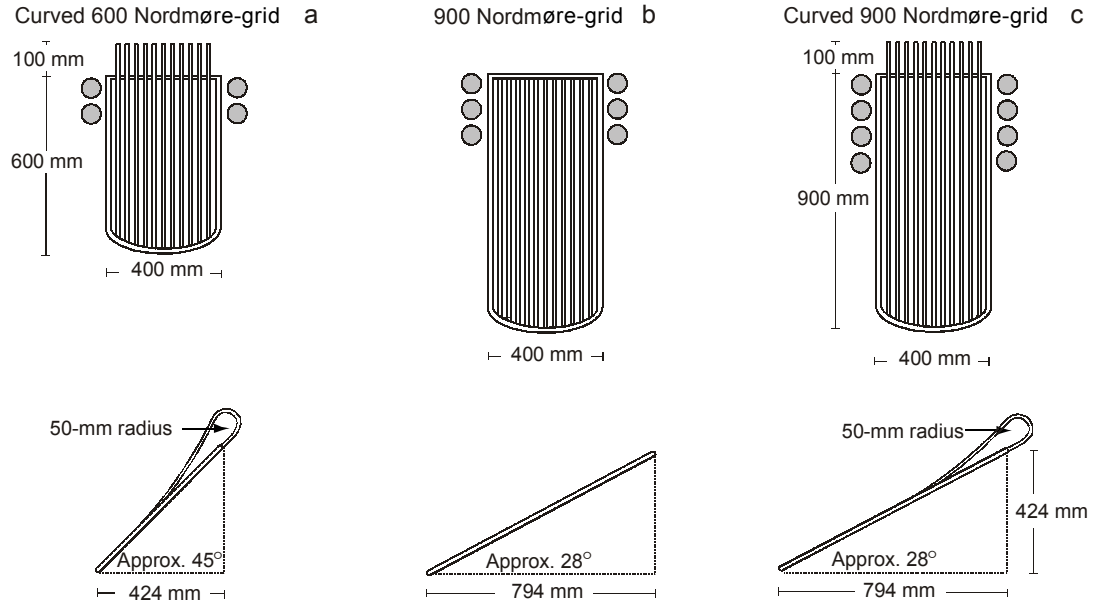 Curved 600 Nordmøre-grid a
900 Nordmøre-grid b
Curved 900 Nordmøre-grid c
100 mm
600 mm
400 mm
400 mm
100 mm
900 mm
400 mm
50-mm radius
Approx. 45°
424 mm
Approx. 28°
794 mm
50-mm radius
424 mm
Approx. 28°
794 mm